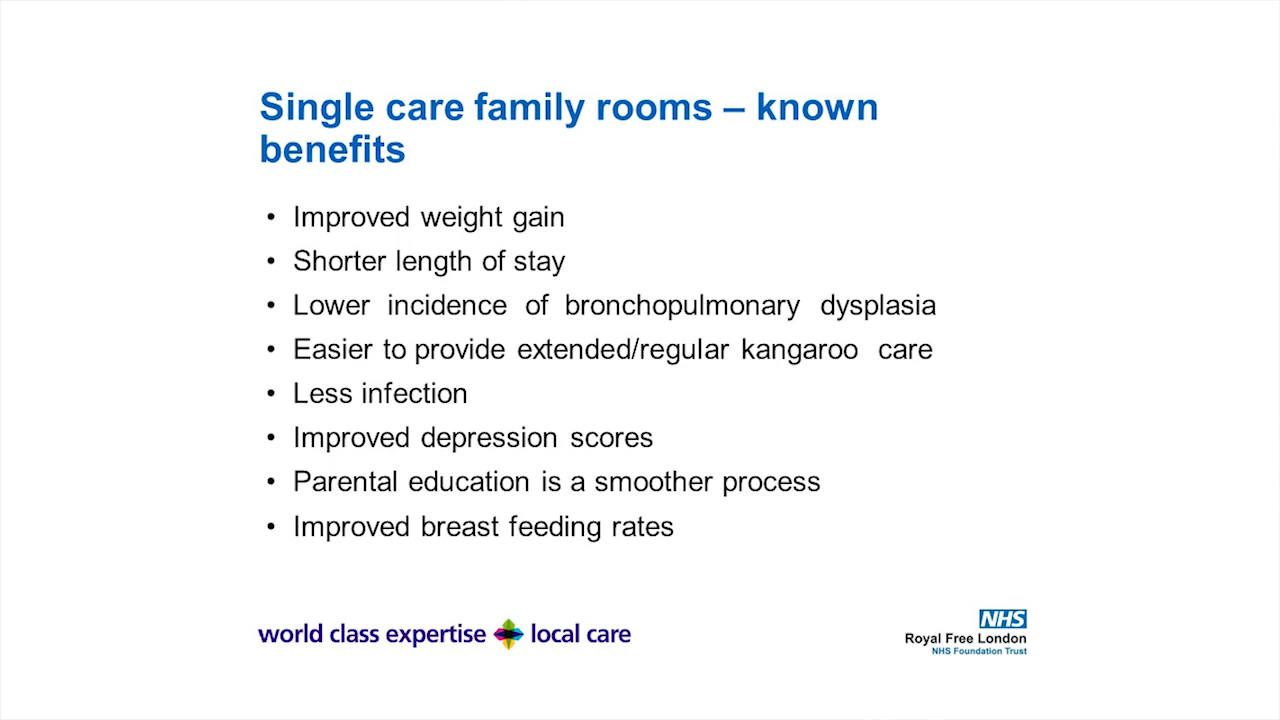 Single care family rooms – known
benefits
• Improved weight gain
• Shorter length of stay
• Lower incidence of bronchopulmonary dysplasia
• Easier to provide extended/regular kangaroo care
• Less infection
• Improved depression scores
• Parental education is a smoother process
• Improved breast feeding rates
world class expertise local care
NHS
Royal Free London
NHS Foundation Trust